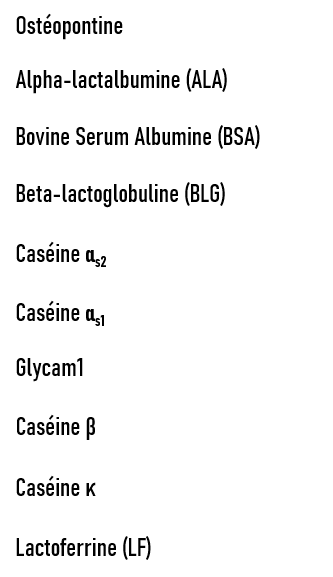 Ostéopontine
Alpha-lactalbumine (ALA)
Bovine Serum Albumine (BSA)
Beta-lactoglobuline (BLG)
Caséine αs2
Caséine αs1
Glycam1
Caséine β
Caséine κ
Lactoferrine (LF)